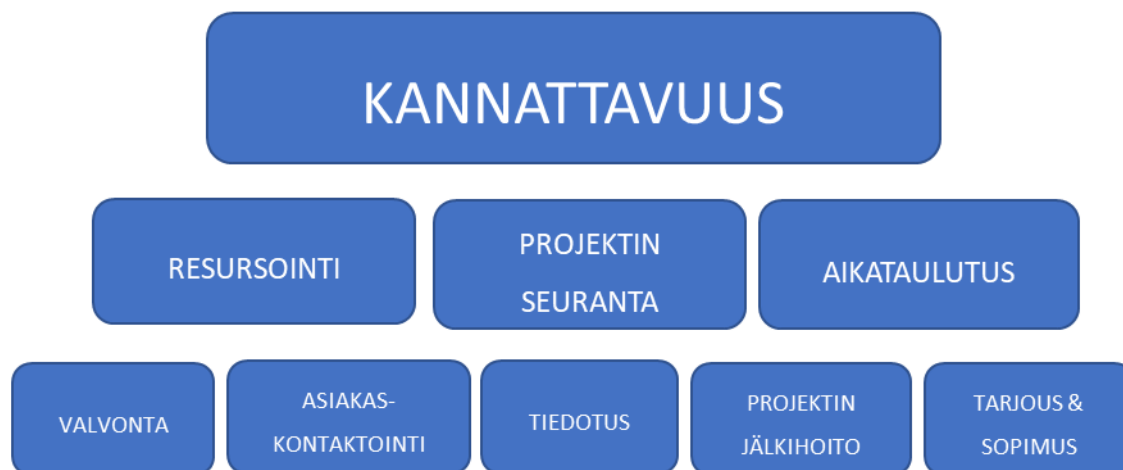 KANNATTAVUUS
RESURSOINTI
PROJEKTIN
SEURANTA
AIKATAULUTUS
VALVONTA
ASIAKAS-
KONTAKTOINTI
TIEDOTUS
PROJEKTIN
JÄLKIHOITO
TARJOUS &
SOPIMUS